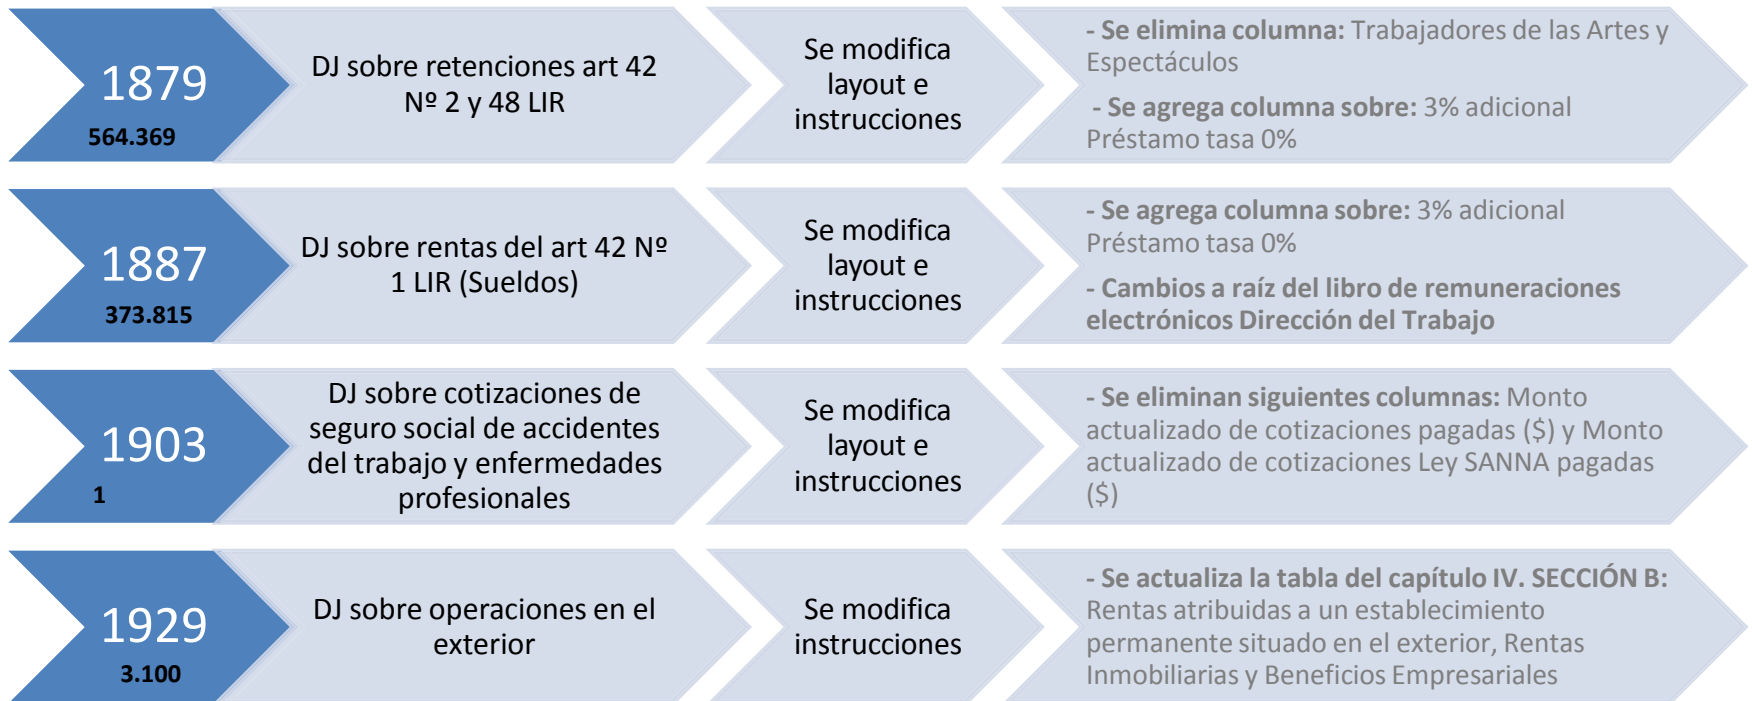 1879
564.369
DJ sobre retenciones art 42
Nº 2 y 48 LIR
Se modifica
layout e
instrucciones
- Se elimina columna: Trabajadores de las Artes y
Espectáculos
- Se agrega columna sobre: 3% adicional
Préstamo tasa 0%
1887
373.815
DJ sobre rentas del art 42 Nº
1 LIR (Sueldos)
Se modifica
layout e
instrucciones
- Se agrega columna sobre: 3% adicional
Préstamo tasa 0%
- Cambios a raíz del libro de remuneraciones
electrónicos Dirección del Trabajo
1903
1
DJ sobre cotizaciones de
seguro social de accidentes
del trabajo y enfermedades
profesionales
Se modifica
layout e
instrucciones
- Se eliminan siguientes columnas: Monto
actualizado de cotizaciones pagadas ($) y Monto
actualizado de cotizaciones Ley SANNA pagadas
($)
1929
3.100
DJ sobre operaciones en el
exterior
Se modifica
instrucciones
- Se actualiza la tabla del capítulo IV. SECCIÓN B:
Rentas atribuidas a un establecimiento
permanente situado en el exterior, Rentas
Inmobiliarias y Beneficios Empresariales